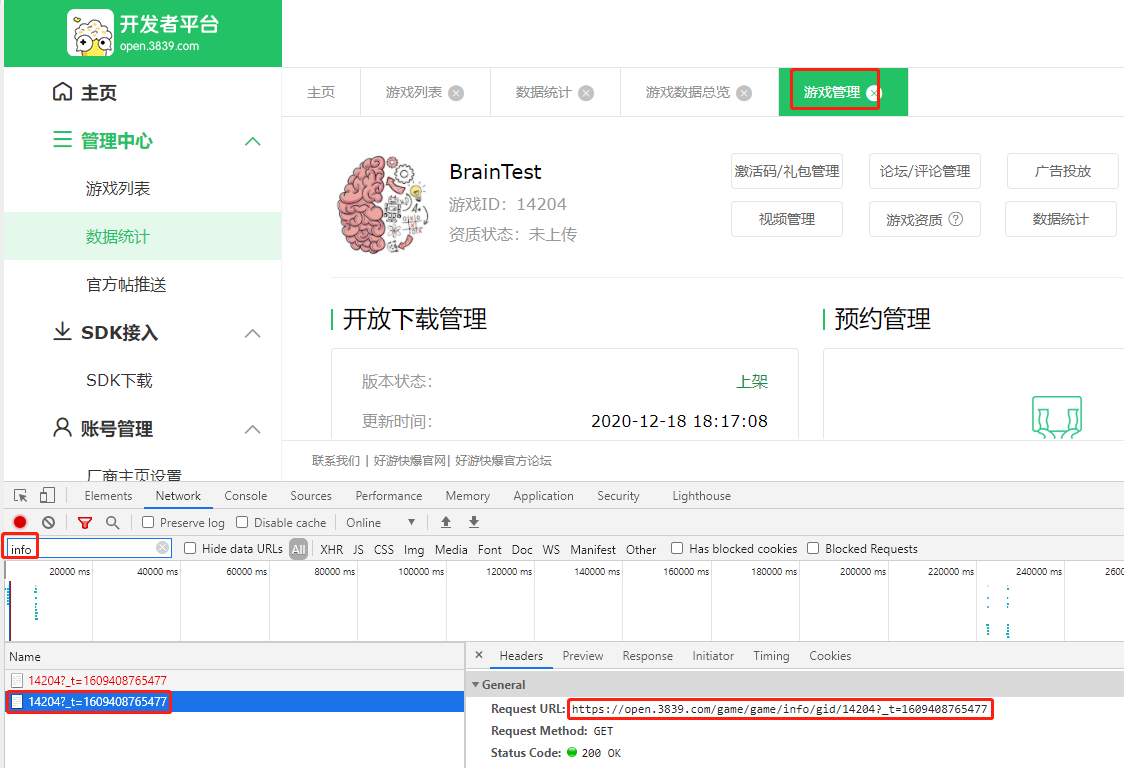 开发者平台
open.3839.com
主页
管理中心
游戏列表
数据统计
官方帖推送
SDK接入
SDK下载
账号管理
厂商主页设置
主页 游戏列表 数据统计 游戏数据总览 游戏管理
BrainTest
游戏ID：14204
资质状态：未上传
激活码/礼包管理 论坛/评论管理 广告投放
视频管理 游戏资质 ? 数据统计
开放下载管理
版本状态： 上架
更新时间： 2020-12-18 18:17:08
预约管理
联系我们 | 好游快爆官网 | 好游快爆官方论坛
Elements Network Console Sources Performance Memory Application Security Lighthouse
Preserve log Disable cache Online
info Hide data URLs All XHR JS CSS Img Media Font Doc WS Manifest Other Has blocked cookies Blocked Requests
20000 ms 40000 ms 60000 ms 80000 ms 100000 ms 120000 ms 140000 ms 160000 ms 180000 ms 200000 ms 220000 ms 240000 ms 2600
Name
14204?_t=1609408765477
14204?_t=1609408765477
Headers Preview Response Initiator Timing Cookies
General
Request URL: https://open.3839.com/game/game/info/gid/14204?_t=1609408765477
Request Method: GET
Status Code: 200 OK